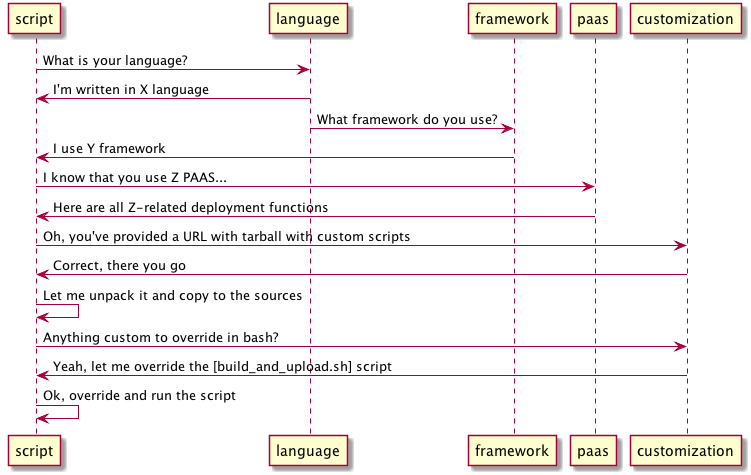 script language framework paas customization
What is your language?
I'm written in X language
What framework do you use?
I use Y framework
I know that you use Z PAAS...
Here are all Z-related deployment functions
Oh, you've provided a URL with tarball with custom scripts
Correct, there you go
Let me unpack it and copy to the sources
Anything custom to override in bash?
Yeah, let me override the [build_and_upload.sh] script
Ok, override and run the script
script language framework paas customization